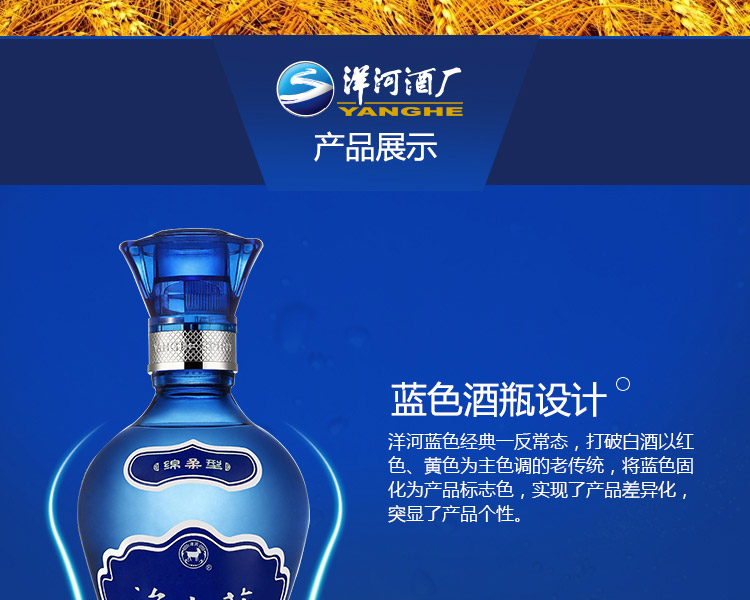 洋河酒厂
YANGHE
产品展示
蓝色酒瓶设计
洋河蓝色经典一反常态，打破白酒以红
色、黄色为主色调的老传统，将蓝色固
化为产品标志色，实现了产品差异化，
突显了产品个性。
绵柔型
®